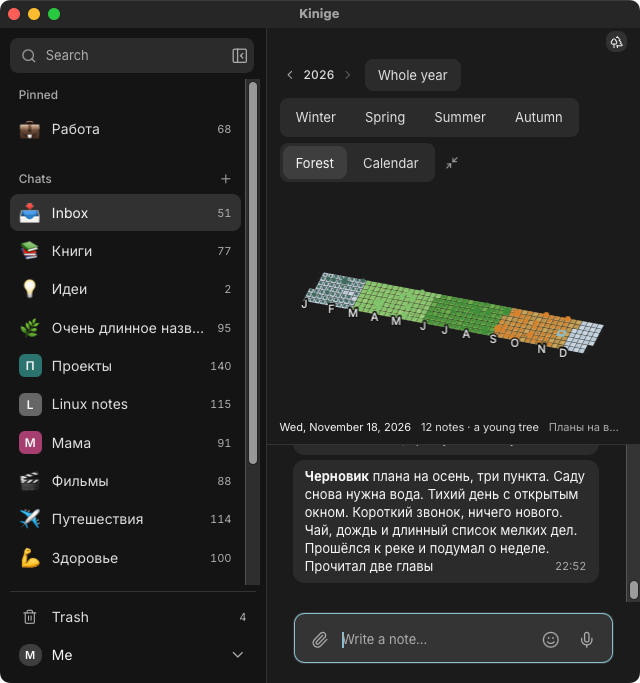 Kinige
Search
Pinned
Работа 68
Chats
Inbox 51
Книги 77
Идеи 2
Очень длинное назв... 95
П Проекты 140
L Linux notes 115
М Мама 91
Фильмы 88
Путешествия 114
Здоровье 100
Trash 4
M Me
2026 Whole year
Winter Spring Summer Autumn
Forest Calendar
J F M A M J J A S O N D
Wed, November 18, 2026 12 notes · a young tree Планы на в...
Черновик плана на осень, три пункта. Саду
снова нужна вода. Тихий день с открытым
окном. Короткий звонок, ничего нового.
Чай, дождь и длинный список мелких дел.
Прошёлся к реке и подумал о неделе.
Прочитал две главы 22:52
Write a note...